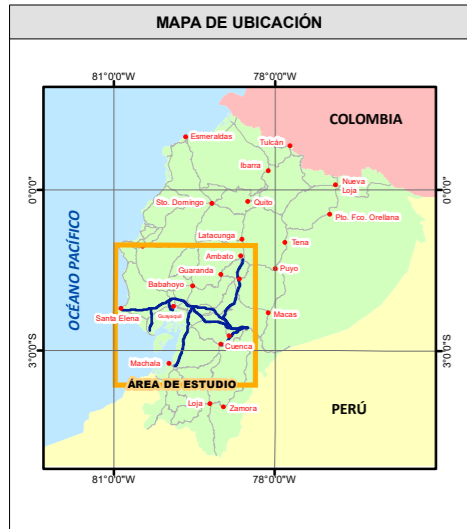 MAPA DE UBICACIÓN
81°0'0"W
78°0'0"W
COLOMBIA
Esmeraldas
Tulcán
Ibarra
Nueva
Loja
0°0'0"
0°0'0"
Sto. Domingo
Quito
Pto. Fco. Orellana
OCÉANO PACÍFICO
Latacunga
Tena
Ambato
Guaranda
Puyo
Babahoyo
Santa Elena
Guayaquil
Macas
3°0'0"S
3°0'0"S
Cuenca
Machala
ÁREA DE ESTUDIO
Loja
Zamora
PERÚ
81°0'0"W
78°0'0"W